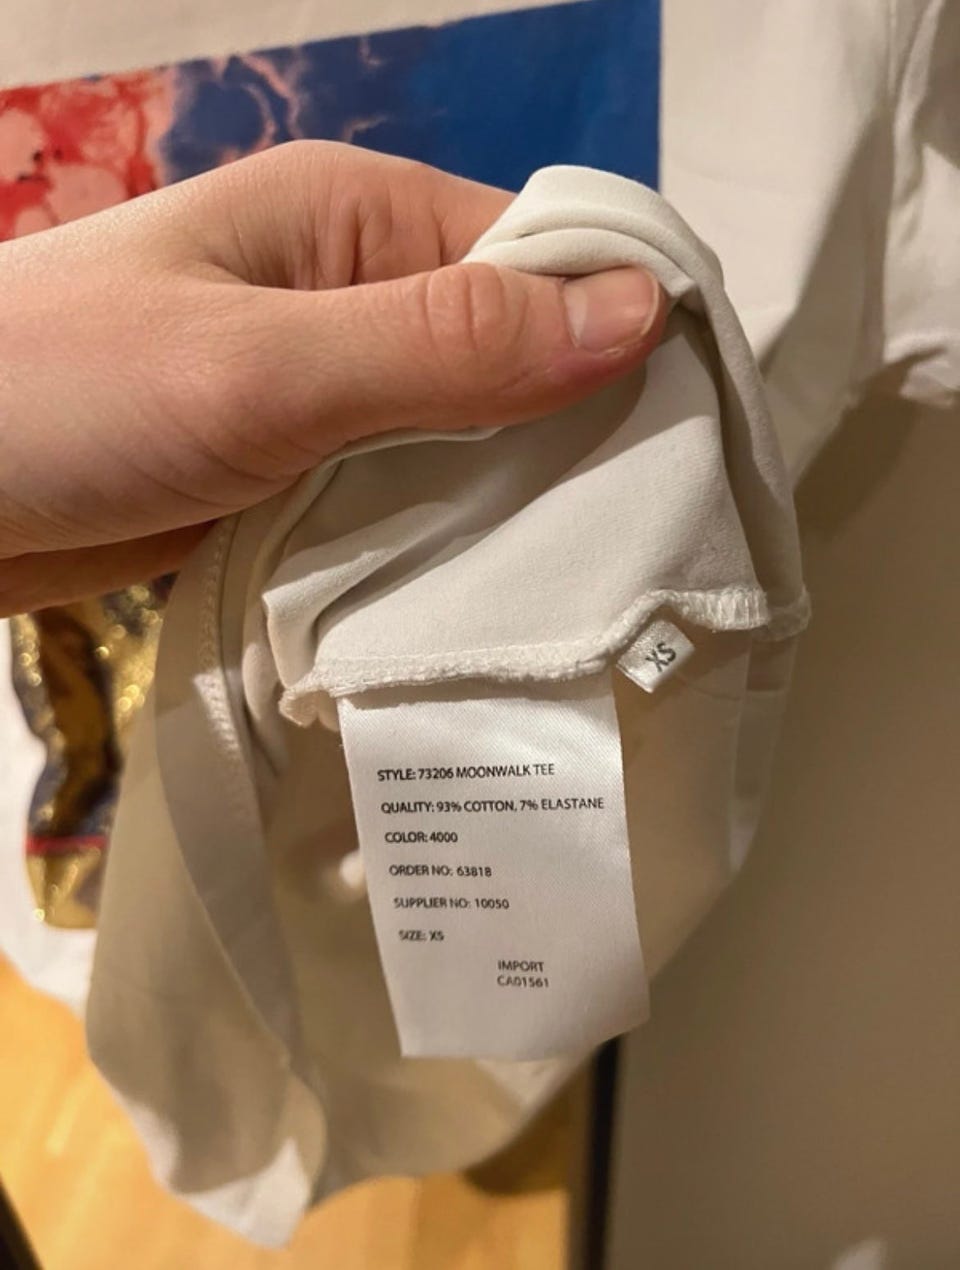 XS
STYLE: 73206 MOONWALK TEE
QUALITY: 93% COTTON, 7% ELASTANE
COLOR: 4000
ORDER NO: 63818
SUPPLIER NO: 10050
SIZE: XS
IMPORT
CA01561